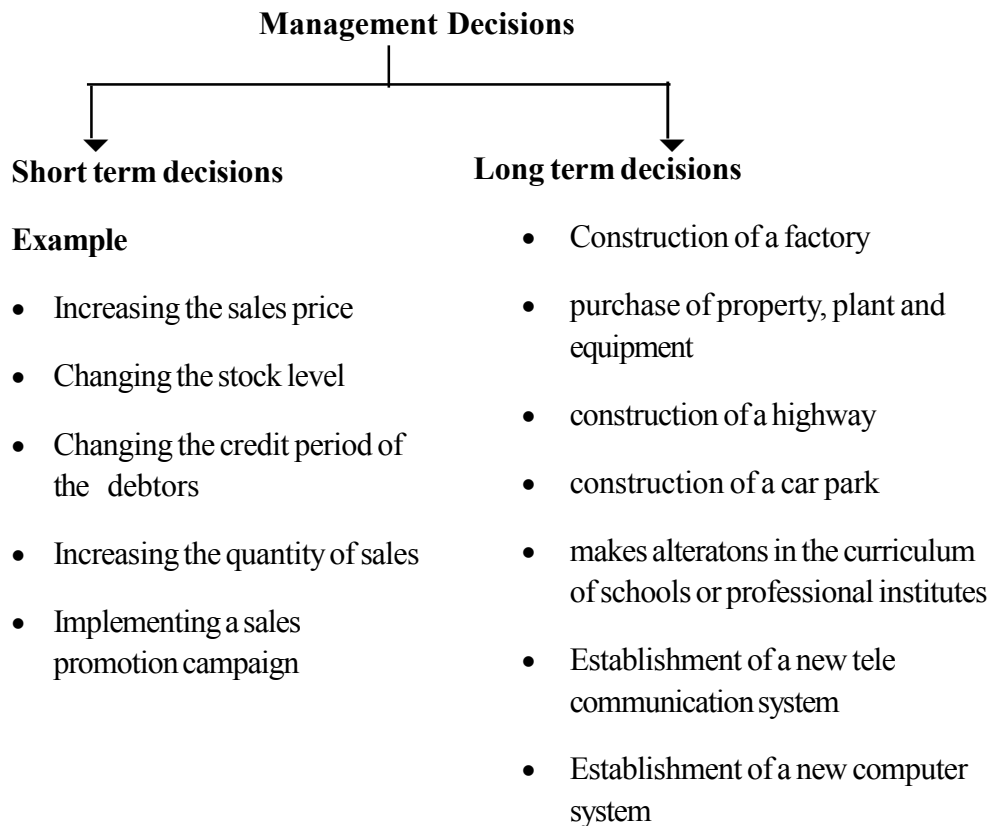 Management Decisions
Short term decisions
Example
• Increasing the sales price
• Changing the stock level
• Changing the credit period of
the debtors
• Increasing the quantity of sales
• Implementing a sales
promotion campaign
Long term decisions
• Construction of a factory
• purchase of property, plant and
equipment
• construction of a highway
• construction of a car park
• makes alteratons in the curriculum
of schools or professional institutes
• Establishment of a new tele
communication system
• Establishment of a new computer
system